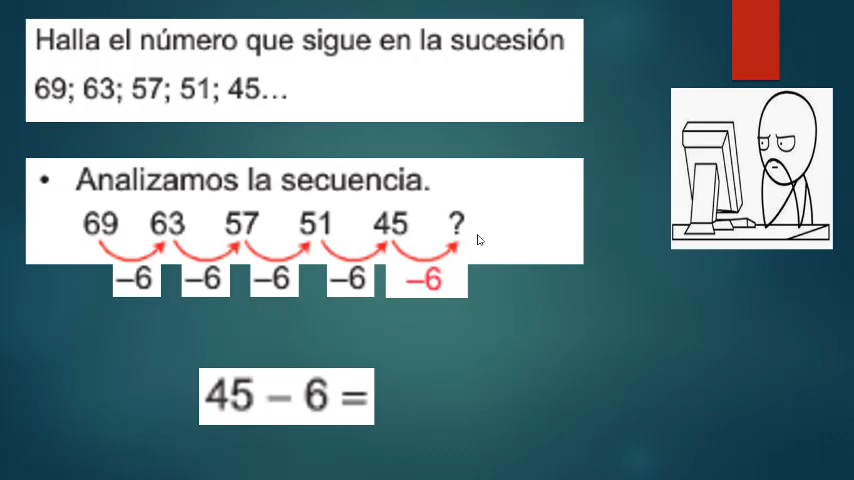 Halla el número que sigue en la sucesión
69; 63; 57; 51; 45...
• Analizamos la secuencia.
69 63 57 51 45 ?
–6 –6 –6 –6 –6
45 – 6 =